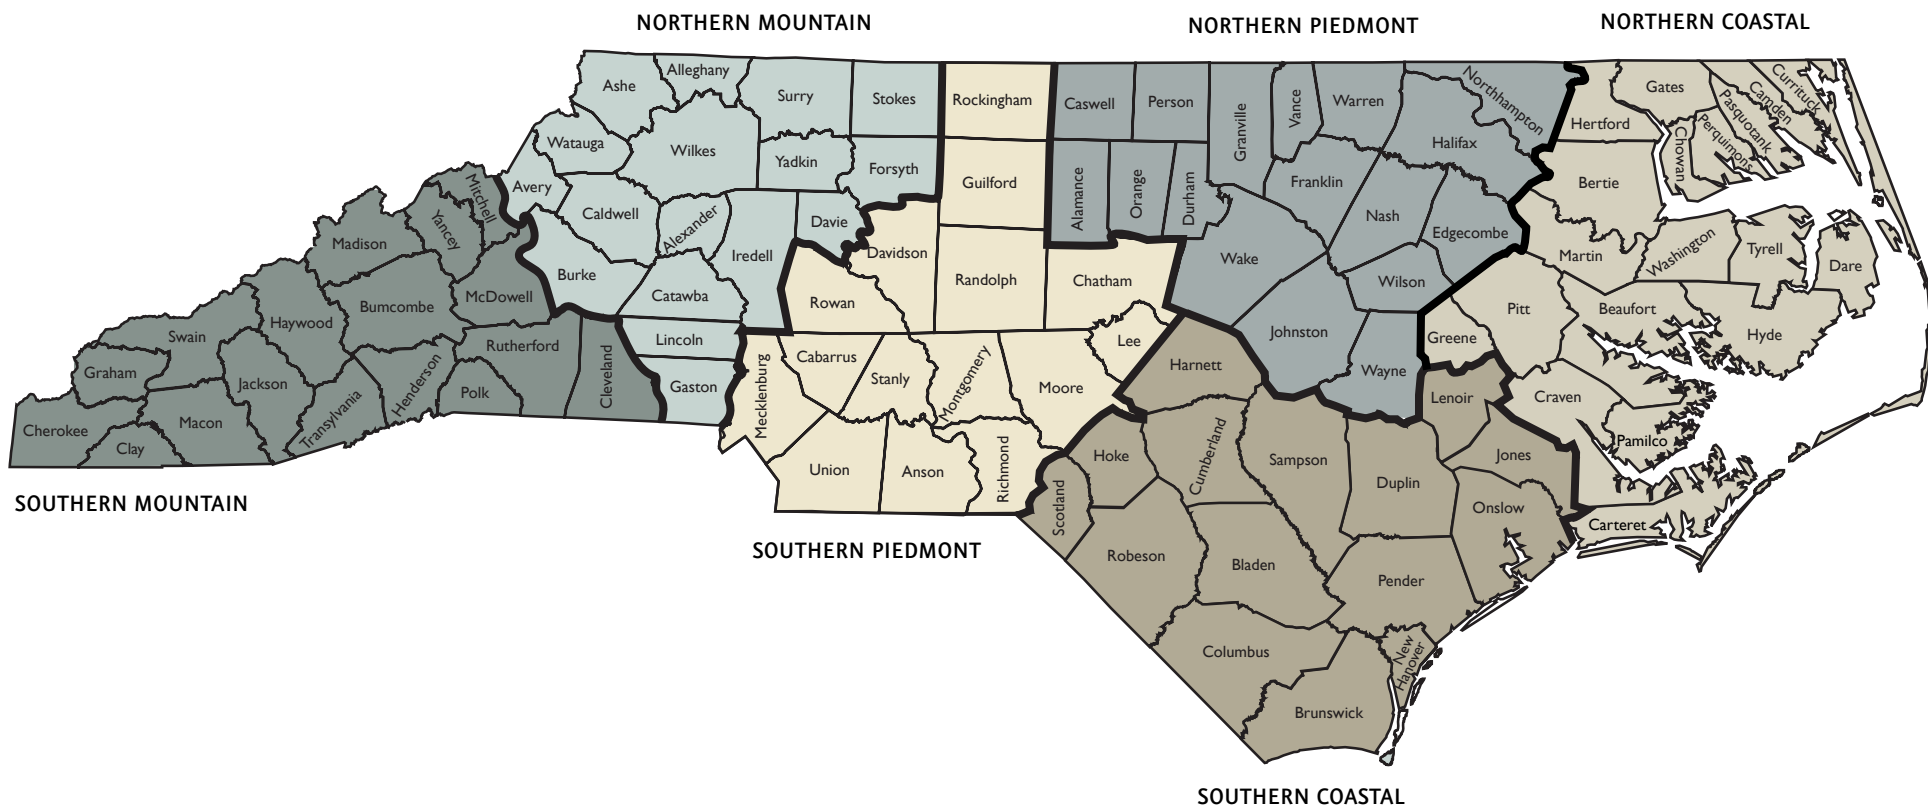 NORTHERN MOUNTAIN
NORTHERN PIEDMONT
NORTHERN COASTAL
Ashe
Alleghany
Surry
Stokes
Rockingham
Caswell
Person
Granville
Vance
Warren
Northhampton
Halifax
Hertford
Gates
Currituck
Camden
Pasquotank
Perquimons
Chowan
Bertie
Watauga
Wilkes
Yadkin
Forsyth
Guilford
Alamance
Orange
Durham
Franklin
Nash
Edgecombe
Martin
Washington
Tyrell
Dare
Mitchell
Avery
Caldwell
Alexander
Iredell
Davie
Davidson
Randolph
Chatham
Wake
Wilson
Pitt
Beaufort
Hyde
Madison
Yancey
McDowell
Burke
Catawba
Rowan
Johnston
Greene
Swain
Haywood
Bumcombe
Rutherford
Cleveland
Lincoln
Gaston
Mecklenburg
Cabarrus
Stanly
Montgomery
Moore
Lee
Harnett
Wayne
Lenoir
Craven
Pamilco
Graham
Jackson
Henderson
Polk
Cherokee
Clay
Macon
Transylvania
Union
Anson
Richmond
Scotland
Hoke
Cumberland
Sampson
Duplin
Jones
Onslow
Carteret
SOUTHERN MOUNTAIN
SOUTHERN PIEDMONT
Robeson
Bladen
Pender
Columbus
New
Hanover
Brunswick
SOUTHERN COASTAL